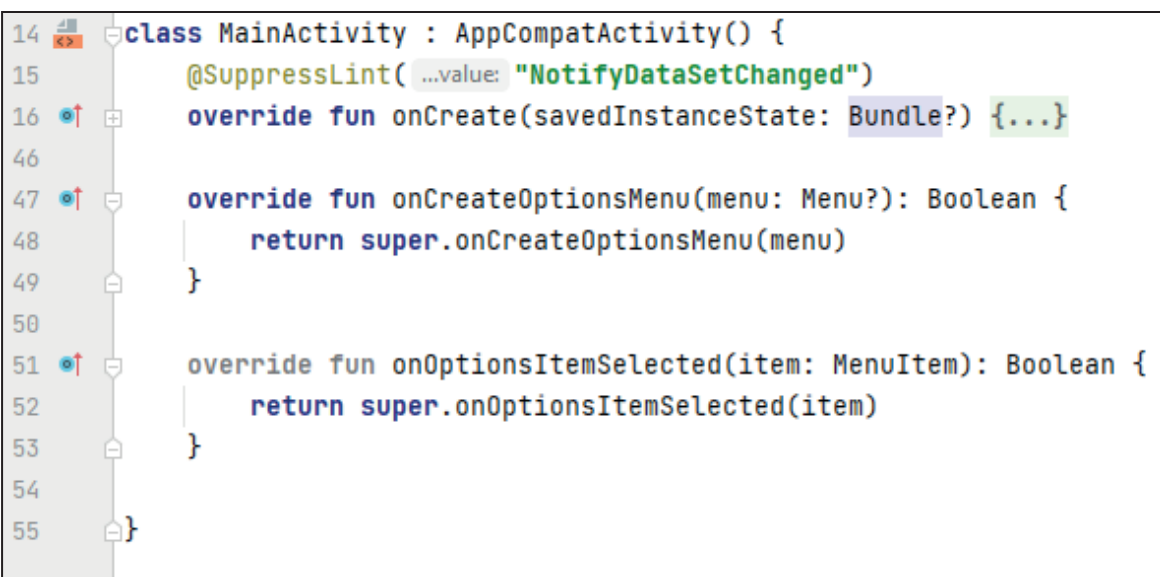 14 class MainActivity : AppCompatActivity() {
15 @SuppressLint( ...value: "NotifyDataSetChanged")
16 override fun onCreate(savedInstanceState: Bundle?) {...}
46
47 override fun onCreateOptionsMenu(menu: Menu?): Boolean {
48 return super.onCreateOptionsMenu(menu)
49 }
50
51 override fun onOptionsItemSelected(item: MenuItem): Boolean {
52 return super.onOptionsItemSelected(item)
53 }
54
55 }